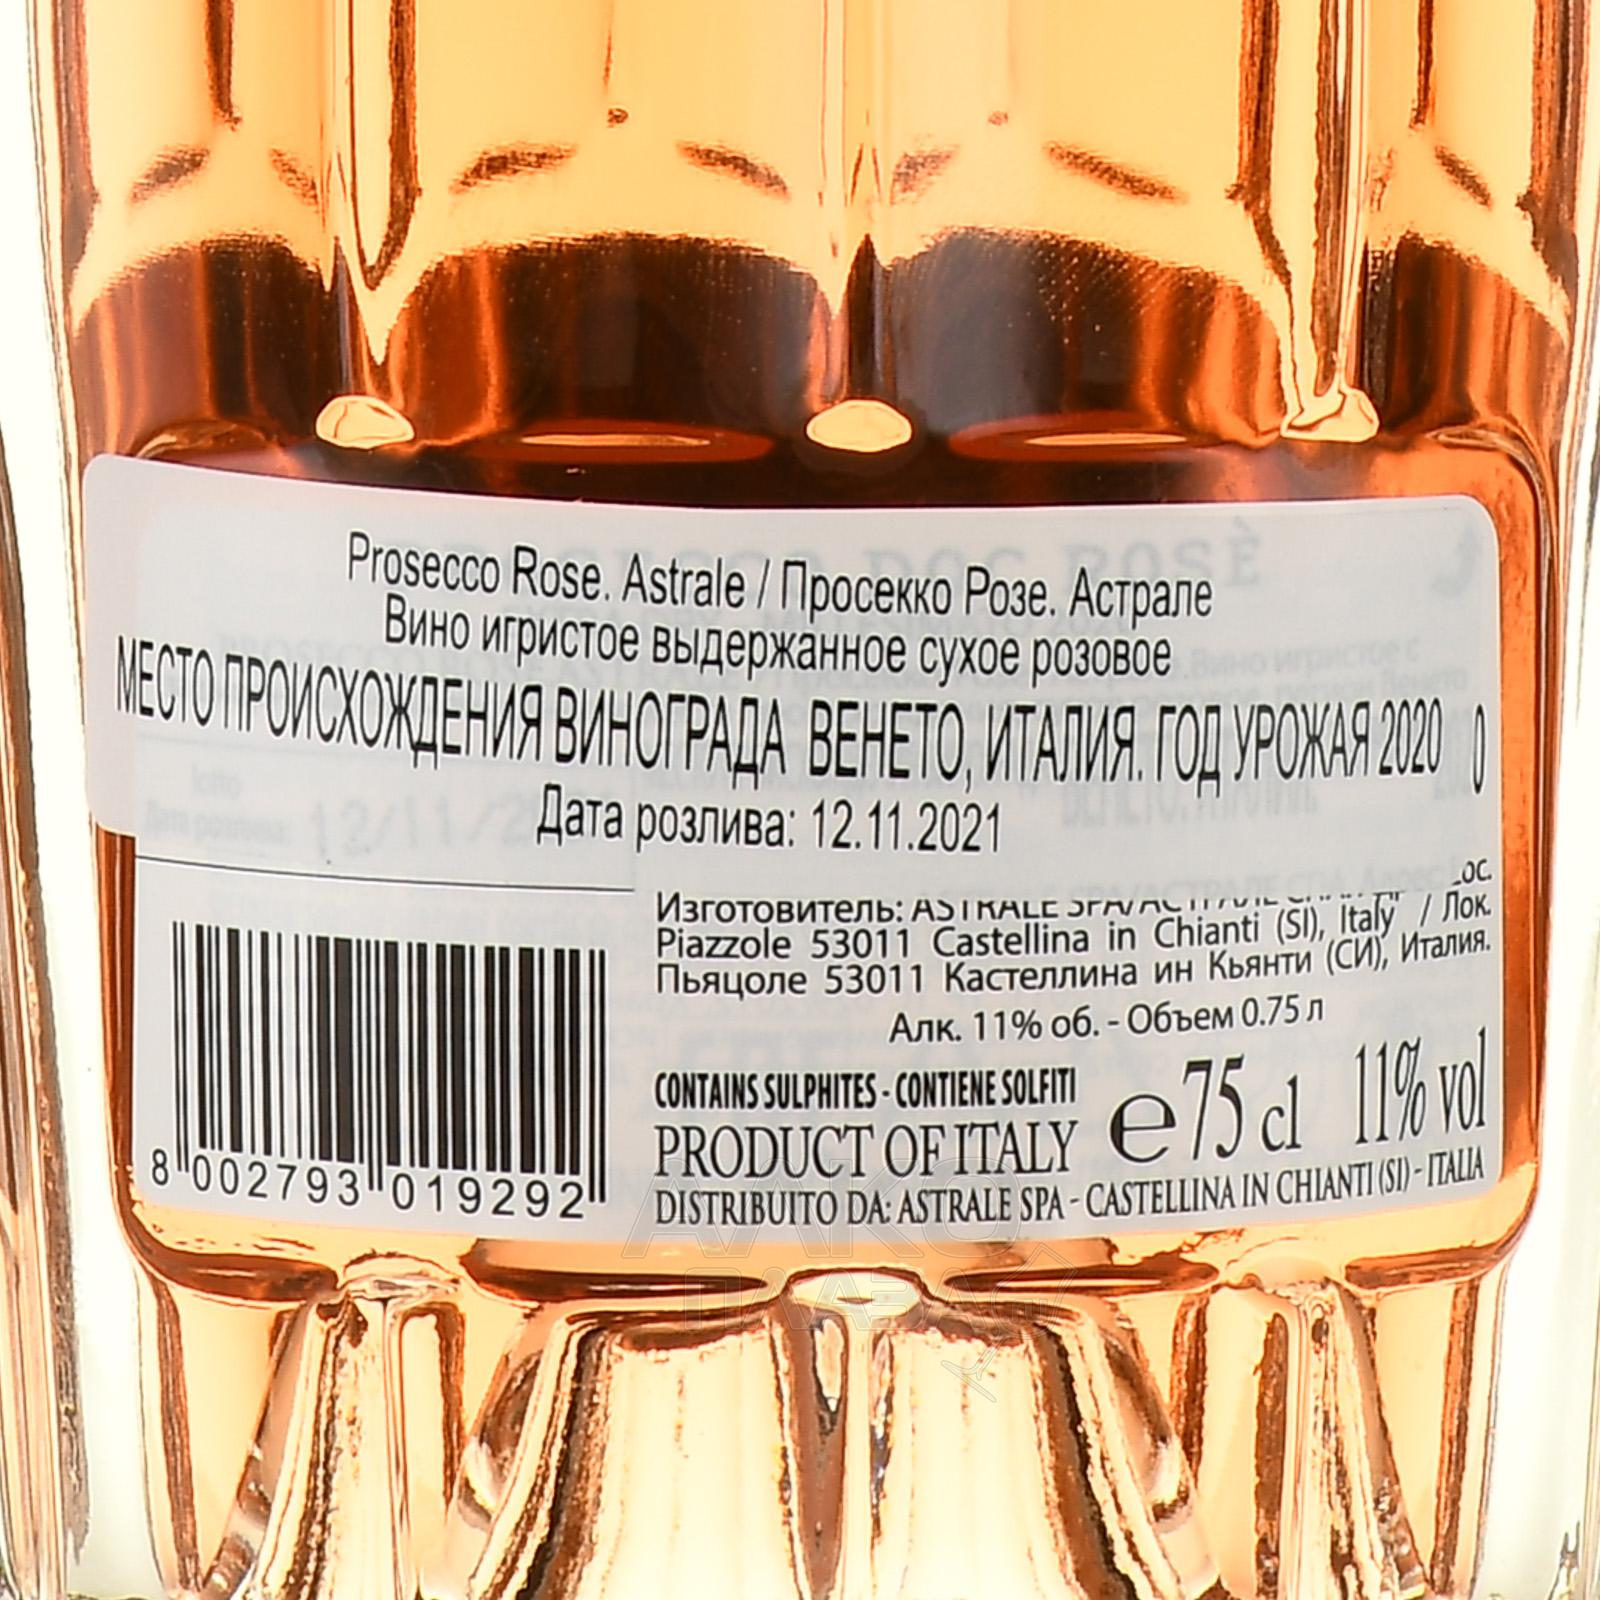 Prosecco Rose. Astrale / Просекко Розе. Астрале
Вино игристое выдержанное сухое розовое
МЕСТО ПРОИСХОЖДЕНИЯ ВИНОГРАДА ВЕНЕТО, ИТАЛИЯ. ГОД УРОЖАЯ 2020 0
Дата розлива: 12.11.2021
Изготовитель: ASTRALE SPA/АСТРАЛЕ
Piazzole 53011 Castellina in Chianti (SI), Italy / Лок.
Пьяцоле 53011 Кастеллина ин Кьянти (СИ), Италия.
Алк. 11% об. - Объем 0.75 л
CONTAINS SULPHITES - CONTIENE SOLFITI
PRODUCT OF ITALY
℮ 75 cl 11% vol
DISTRIBUITO DA: ASTRALE SPA - CASTELLINA IN CHIANTI (SI) - ITALIA
8 002793 019292